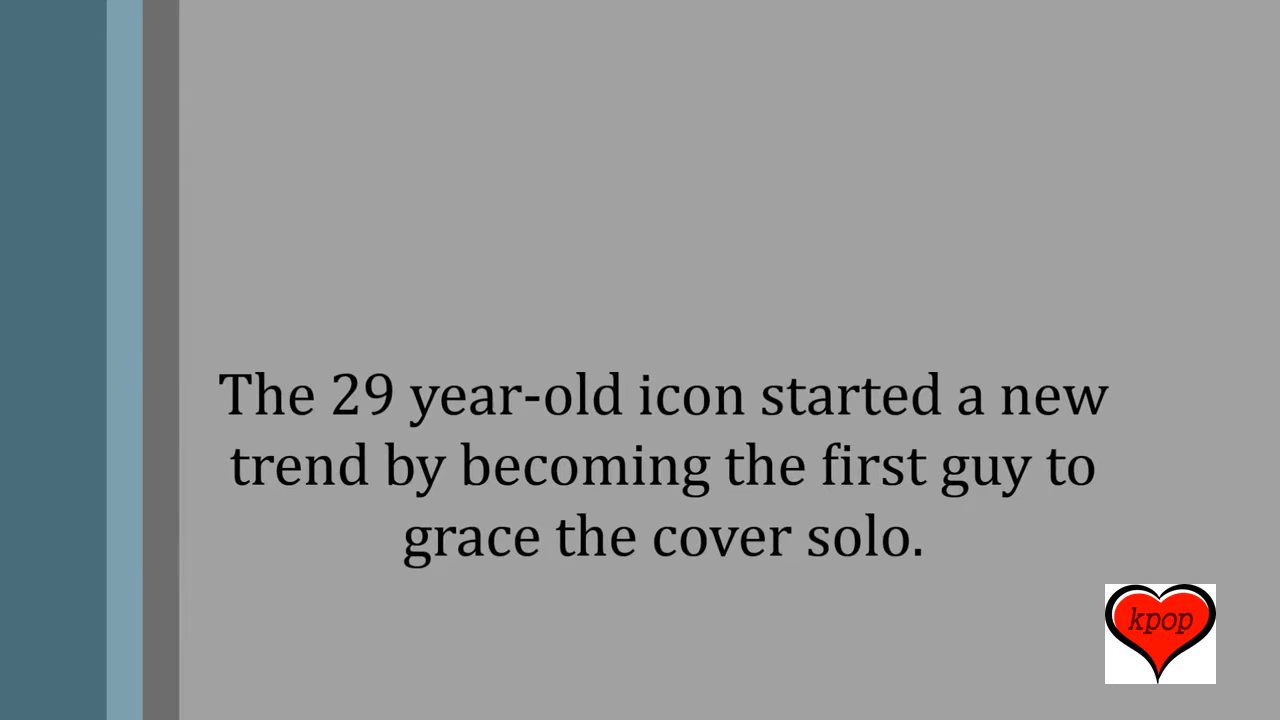 The 29 year-old icon started a new
trend by becoming the first guy to
grace the cover solo.
kpop